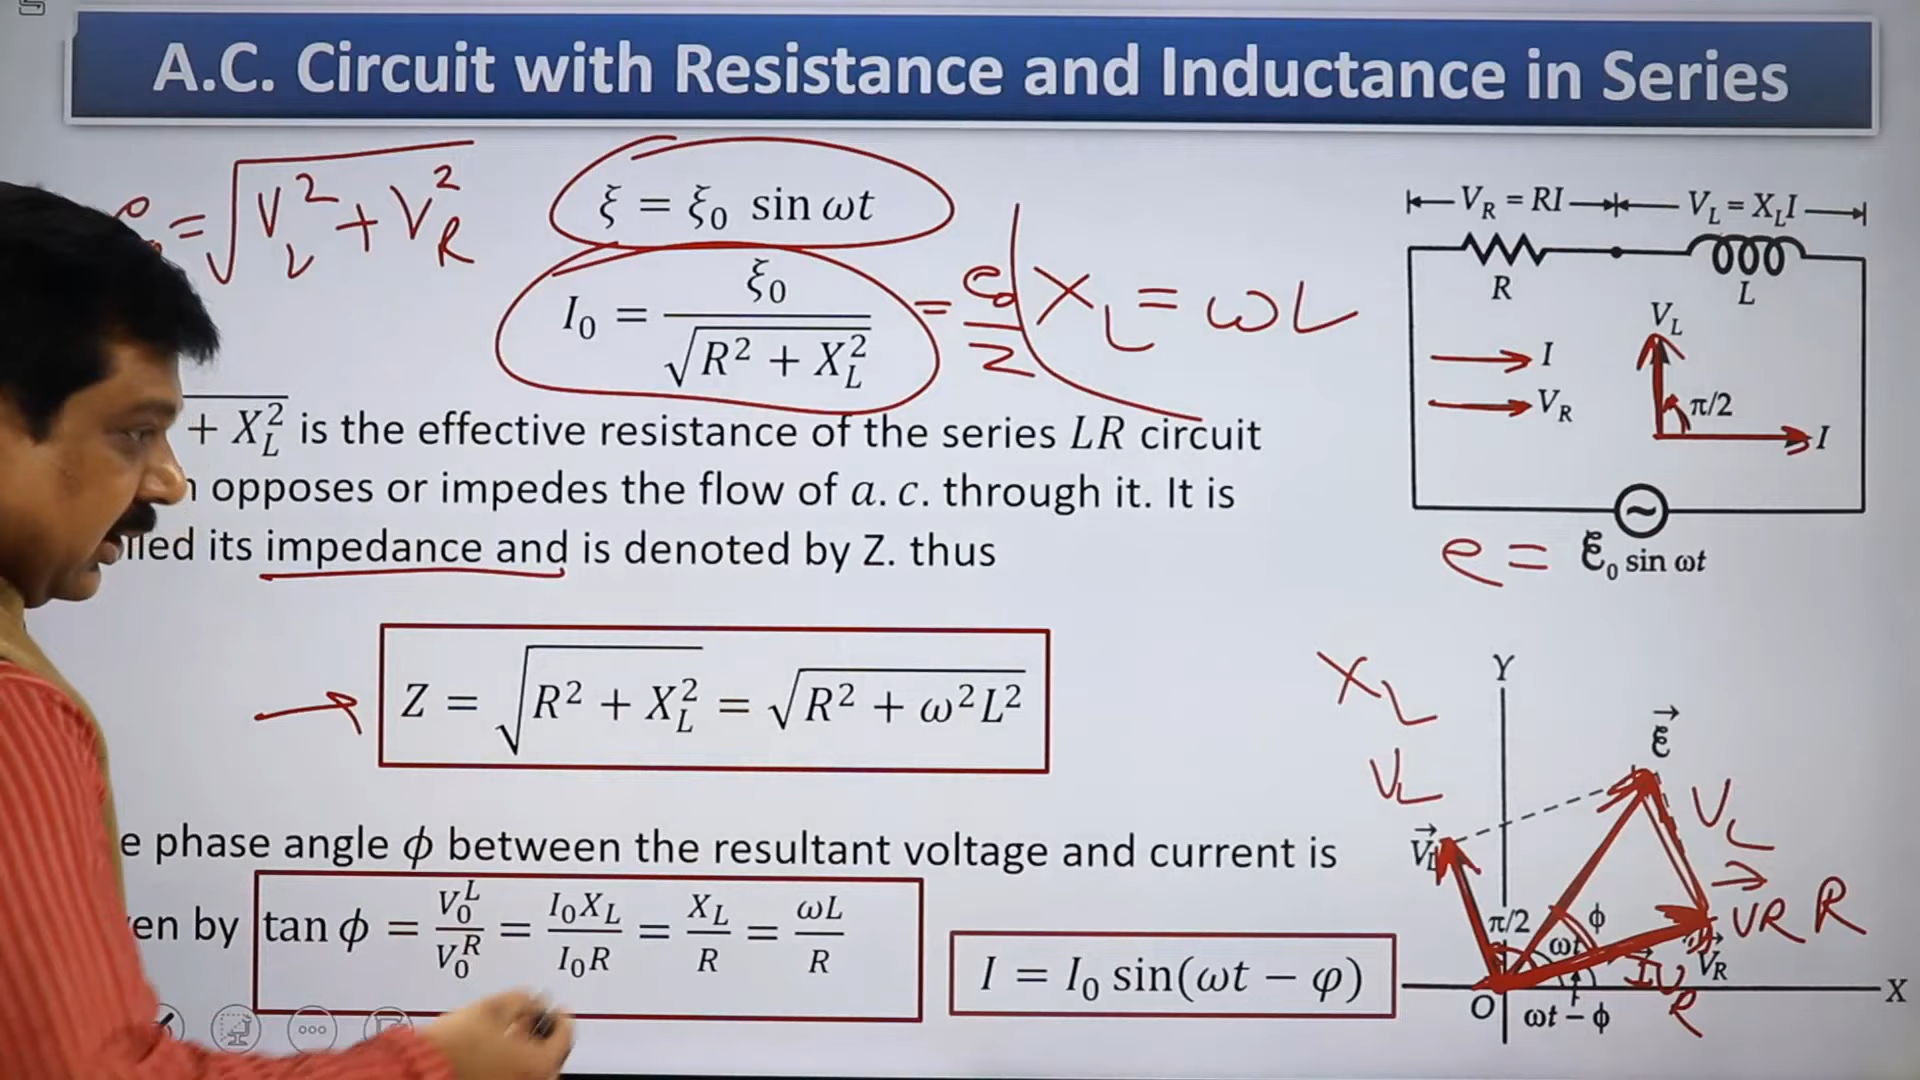 A.C. Circuit with Resistance and Inductance in Series
= √(V_L² + V_R²)
ξ = ξ₀ sin ωt
I₀ = ξ₀ / √(R² + X_L²) = e₀ / Z
X_L = ωL
+ X_L² is the effective resistance of the series LR circuit
opposes or impedes the flow of a. c. through it. It is
its impedance and is denoted by Z. thus
Z = √(R² + X_L²) = √(R² + ω²L²)
phase angle ϕ between the resultant voltage and current is
by tan ϕ = V₀^L / V₀^R = I₀X_L / I₀R = X_L / R = ωL / R
I = I₀ sin(ωt − φ)
V_R = RI
V_L = X_L I
R
L
V_L
I
V_R
π/2
I
e = ℰ₀ sin ωt
X_L
Y
ℰ
V_L
V_L
V_L
VR R
π/2
ϕ
ωt
V_R
I V_R
O
ωt − ϕ
X